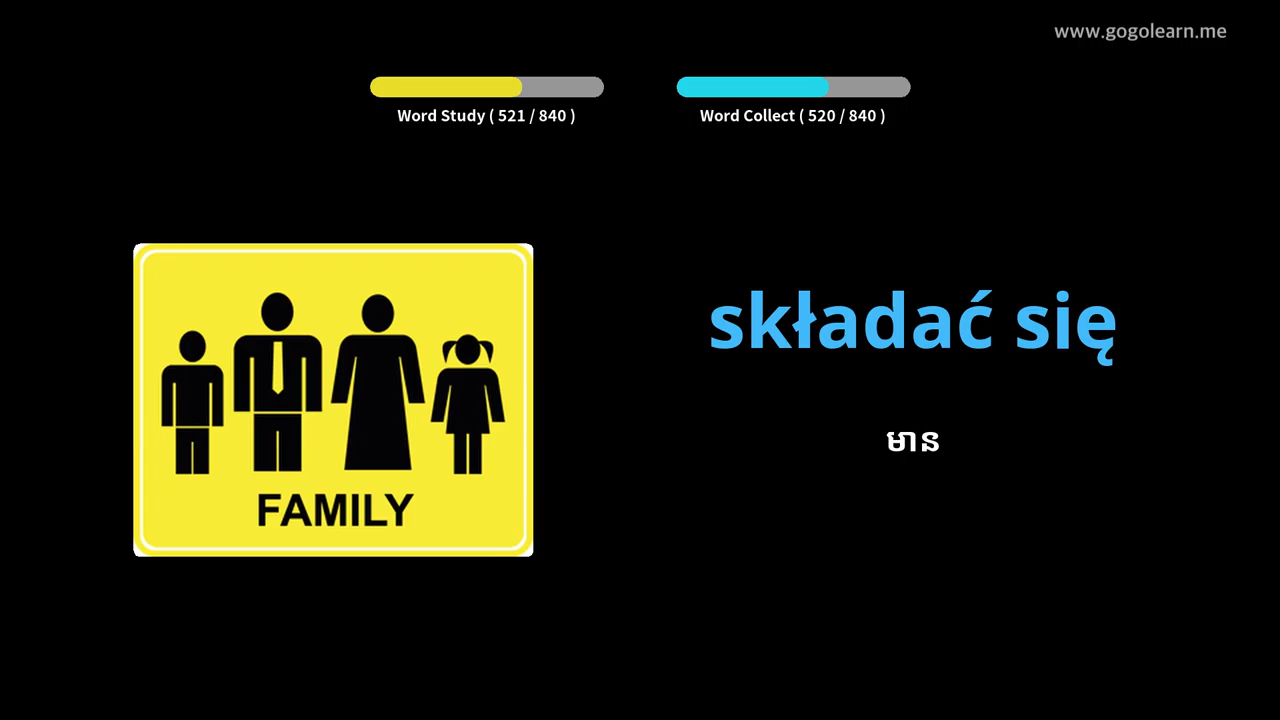 www.gogolearn.me
Word Study ( 521 / 840 )
Word Collect ( 520 / 840 )
składać się
មាន
FAMILY